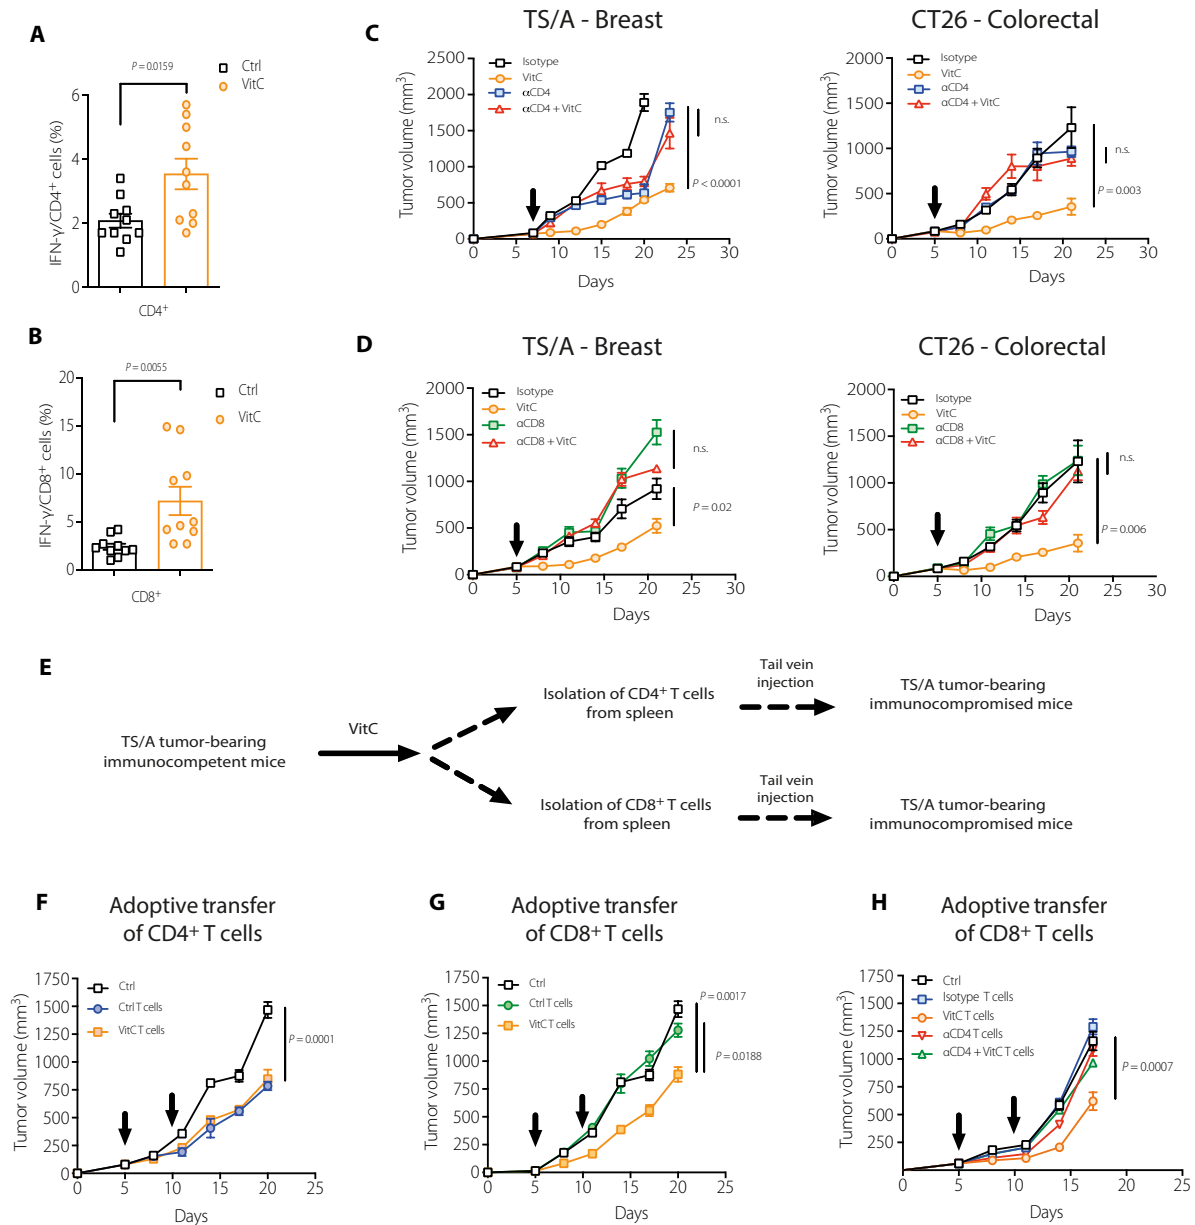 A
P = 0.0159
Ctrl
VitC
IFN-γ/CD4⁺ cells (%)
6
4
2
0
CD4⁺
B
P = 0.0055
Ctrl
VitC
IFN-γ/CD8⁺ cells (%)
20
15
10
5
0
CD8⁺
C
TS/A - Breast
Isotype
VitC
αCD4
αCD4 + VitC
Tumor volume (mm³)
2500
2000
1500
1000
500
0
n.s.
P < 0.0001
0 5 10 15 20 25 30
Days
CT26 - Colorectal
Isotype
VitC
αCD4
αCD4 + VitC
Tumor volume (mm³)
2000
1500
1000
500
0
n.s.
P = 0.003
0 5 10 15 20 25 30
Days
D
TS/A - Breast
Isotype
VitC
αCD8
αCD8 + VitC
Tumor volume (mm³)
2000
1500
1000
500
0
n.s.
P = 0.02
0 5 10 15 20 25 30
Days
CT26 - Colorectal
Isotype
VitC
αCD8
αCD8 + VitC
Tumor volume (mm³)
2000
1500
1000
500
0
n.s.
P = 0.006
0 5 10 15 20 25 30
Days
E
TS/A tumor-bearing
immunocompetent mice
VitC
Isolation of CD4⁺ T cells
from spleen
Tail vein
injection
TS/A tumor-bearing
immunocompromised mice
Isolation of CD8⁺ T cells
from spleen
Tail vein
injection
TS/A tumor-bearing
immunocompromised mice
F
Adoptive transfer
of CD4⁺ T cells
Ctrl
Ctrl T cells
VitC T cells
Tumor volume (mm³)
1750
1500
1250
1000
750
500
250
0
P = 0.0001
0 5 10 15 20 25
Days
G
Adoptive transfer
of CD8⁺ T cells
Ctrl
Ctrl T cells
VitC T cells
Tumor volume (mm³)
1750
1500
1250
1000
750
500
250
0
P = 0.0017
P = 0.0188
0 5 10 15 20 25
Days
H
Adoptive transfer
of CD8⁺ T cells
Ctrl
Isotype T cells
VitC T cells
αCD4 T cells
αCD4 + VitC T cells
Tumor volume (mm³)
1750
1500
1250
1000
750
500
250
P = 0.0007
0 5 10 15 20 25
Days